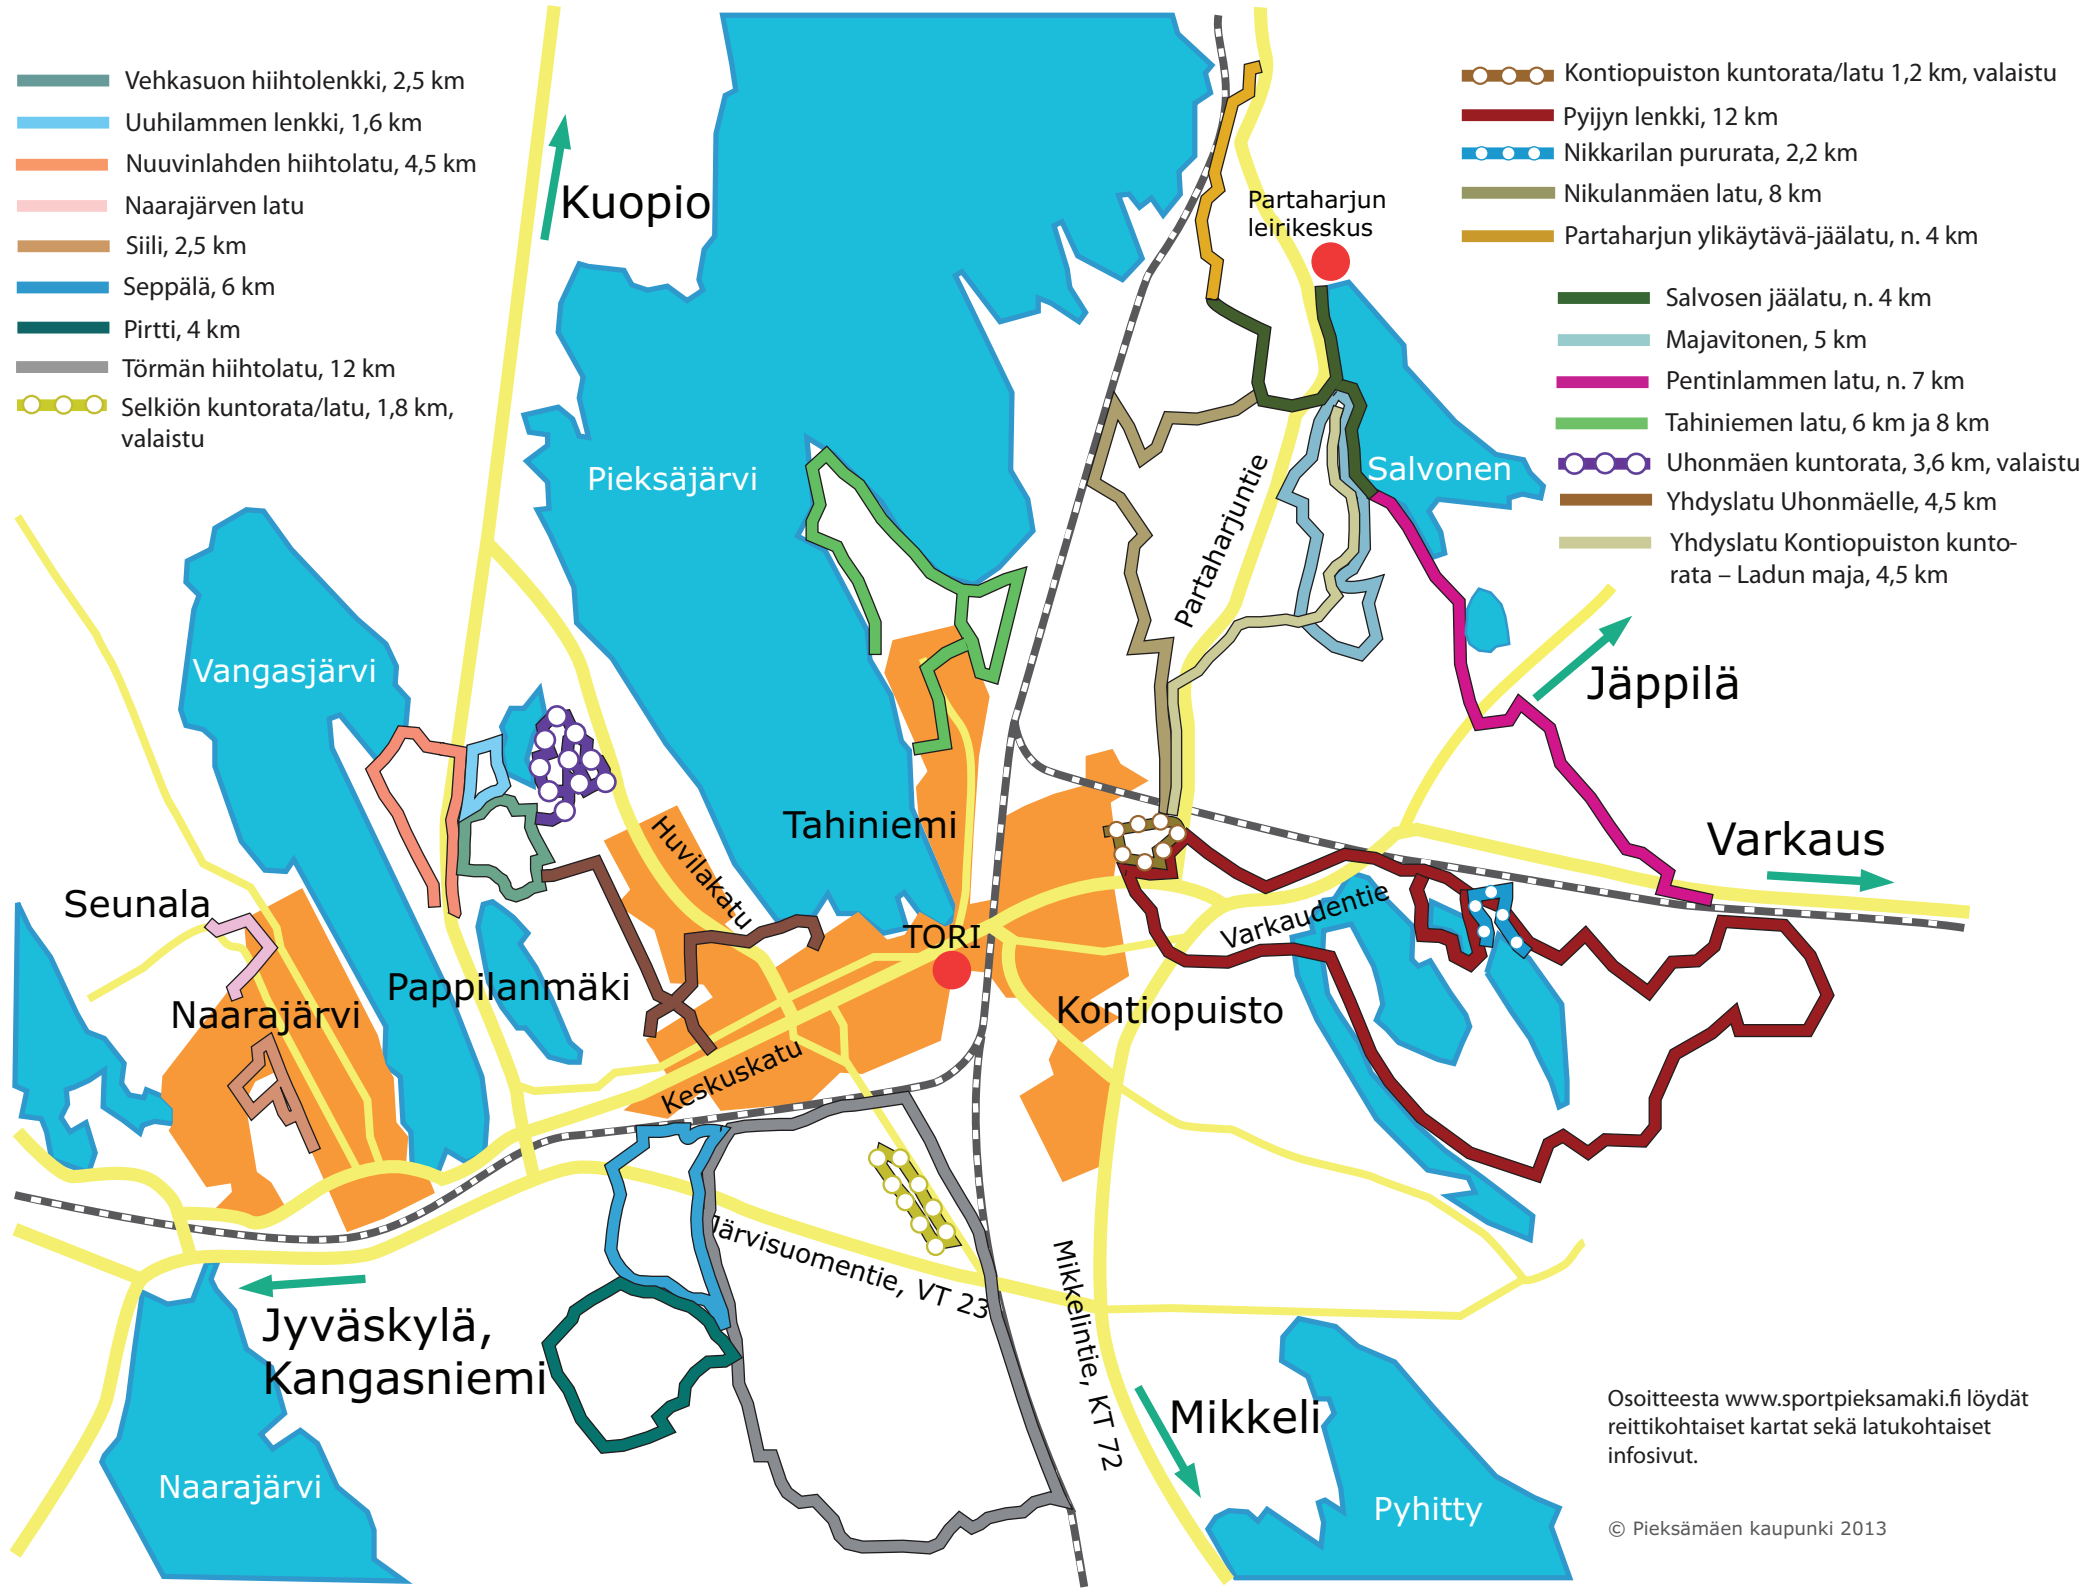 Vehkasuon hiihtolenkki, 2,5 km
Uuhilammen lenkki, 1,6 km
Nuuvinlahden hiihtolatu, 4,5 km
Naarajärven latu
Siili, 2,5 km
Seppälä, 6 km
Pirtti, 4 km
Törmän hiihtolatu, 12 km
Selkiön kuntorata/latu, 1,8 km,
valaistu
Kontiopuiston kuntorata/latu 1,2 km, valaistu
Pyijyn lenkki, 12 km
Nikkarilan pururata, 2,2 km
Nikulanmäen latu, 8 km
Partaharjun ylikäytävä-jäälatu, n. 4 km
Salvosen jäälatu, n. 4 km
Majavitonen, 5 km
Pentinlammen latu, n. 7 km
Tahiniemen latu, 6 km ja 8 km
Uhonmäen kuntorata, 3,6 km, valaistu
Yhdyslatu Uhonmäelle, 4,5 km
Yhdyslatu Kontiopuiston kunto-
rata – Ladun maja, 4,5 km
Kuopio
Partaharjun
leirikeskus
Pieksäjärvi
Salvonen
Partaharjuntie
Vangasjärvi
Jäppilä
Tahiniemi
Huvilakatu
Varkaus
Seunala
Varkaudentie
TORI
Pappilanmäki
Naarajärvi
Kontiopuisto
Keskuskatu
Järvisuomentie, VT 23
Mikkelintie, KT 72
Jyväskylä,
Kangasniemi
Mikkeli
Naarajärvi
Pyhitty
Osoitteesta www.sportpieksamaki.fi löydät
reittikohtaiset kartat sekä latukohtaiset
infosivut.
© Pieksämäen kaupunki 2013